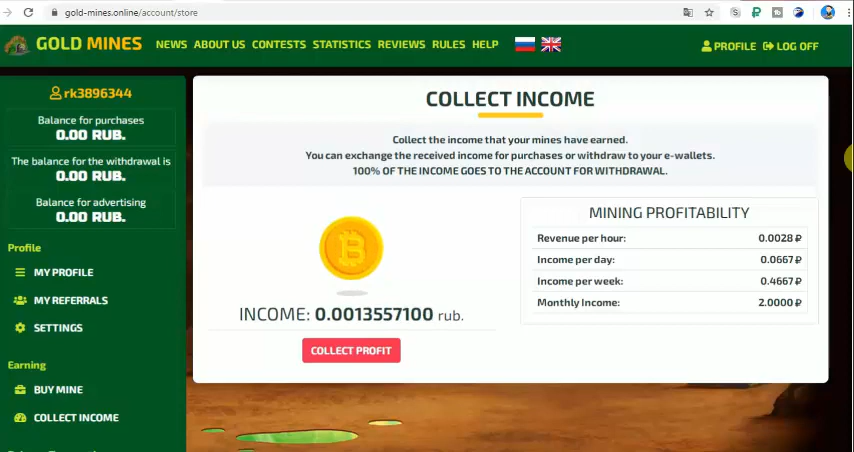 gold-mines.online/account/store
GOLD MINES
NEWS ABOUT US CONTESTS STATISTICS REVIEWS RULES HELP
PROFILE LOG OFF
rk3896344
Balance for purchases
0.00 RUB.
The balance for the withdrawal is
0.00 RUB.
Balance for advertising
0.00 RUB.
Profile
MY PROFILE
MY REFERRALS
SETTINGS
Earning
BUY MINE
COLLECT INCOME
COLLECT INCOME
Collect the income that your mines have earned.
You can exchange the received income for purchases or withdraw to your e-wallets.
100% OF THE INCOME GOES TO THE ACCOUNT FOR WITHDRAWAL.
INCOME: 0.0013557100 rub.
COLLECT PROFIT
MINING PROFITABILITY
Revenue per hour: 0.0028 ₽
Income per day: 0.0667 ₽
Income per week: 0.4667 ₽
Monthly Income: 2.0000 ₽